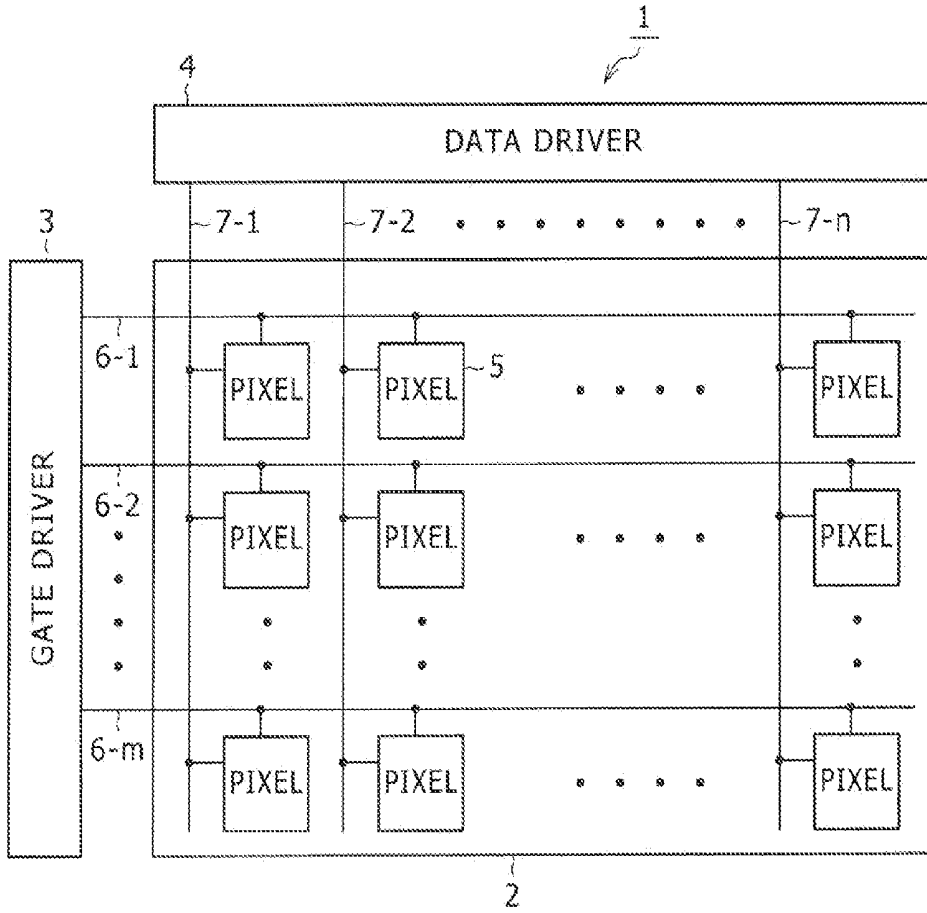 1
4
DATA DRIVER
3
7-1 7-2 7-n
6-1
PIXEL PIXEL 5 PIXEL
6-2
PIXEL PIXEL PIXEL
GATE DRIVER
6-m
PIXEL PIXEL PIXEL
2